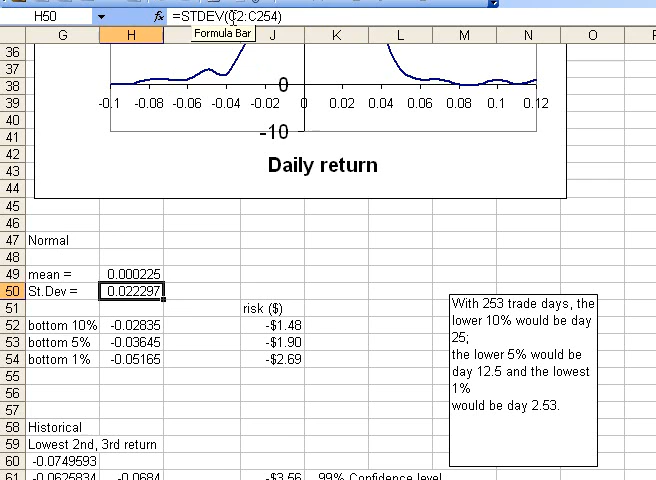 H50 fx =STDEV(C2:C254)
Formula Bar
G H J K L M N O
36
37
38 0
39 -0.1 -0.08 -0.06 -0.04 -0.02 0 0.02 0.04 0.06 0.08 0.1 0.12
40
41 -10
42
43 Daily return
44
45
46
47 Normal
48
49 mean = 0.000225
50 St.Dev = 0.022297
51 risk ($)
52 bottom 10% -0.02835 -$1.48
53 bottom 5% -0.03645 -$1.90
54 bottom 1% -0.05165 -$2.69
With 253 trade days, the
lower 10% would be day
25;
the lower 5% would be
day 12.5 and the lowest
1%
would be day 2.53.
55
56
57
58 Historical
59 Lowest 2nd, 3rd return
60 -0.0749593
61 -0.0625834 -0.0684 -$3.56 99% Confidence level